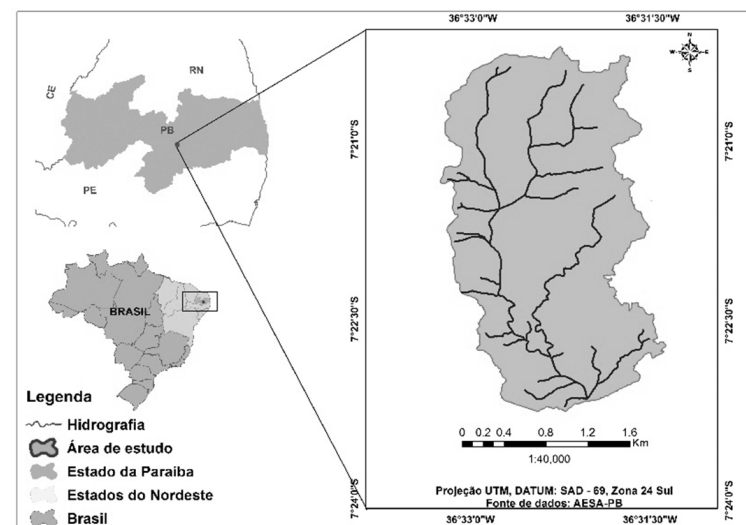 36°33'0"W
36°31'30"W
RN
CE
PB
PE
7°21'0"S
7°21'0"S
N
W
E
S
BRASIL
7°22'30"S
7°22'30"S
Legenda
Hidrografia
Área de estudo
Estado da Paraiba
Estados do Nordeste
Brasil
0 0.2 0.4 0.8 1.2 1.6
Km
1:40,000
Projeção UTM, DATUM: SAD - 69, Zona 24 Sul
Fonte de dados: AESA-PB
7°24'0"S
7°24'0"S
36°33'0"W
36°31'30"W